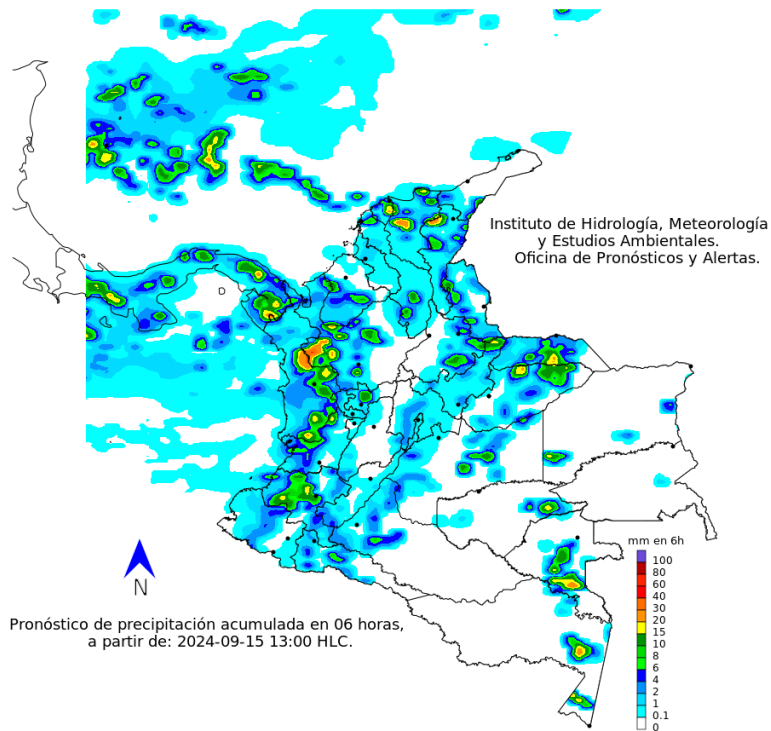 Instituto de Hidrología, Meteorología
y Estudios Ambientales.
Oficina de Pronósticos y Alertas.
D
N
Pronóstico de precipitación acumulada en 06 horas,
a partir de: 2024-09-15 13:00 HLC.
mm en 6h
100
80
60
40
30
20
15
10
8
6
4
2
1
0.1
0